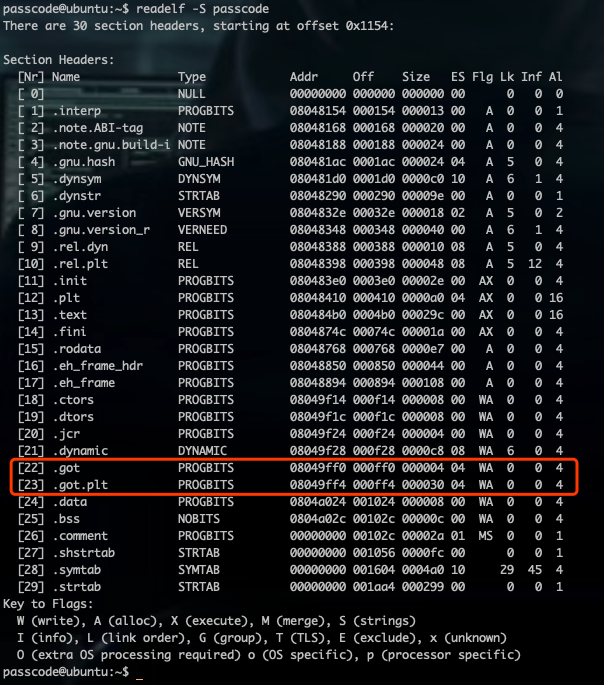 passcode@ubuntu:~$ readelf -S passcode
There are 30 section headers, starting at offset 0x1154:
Section Headers:
  [Nr] Name              Type            Addr     Off    Size   ES Flg Lk Inf Al
  [ 0]                   NULL            00000000 000000 000000 00      0   0  0
  [ 1] .interp           PROGBITS        08048154 000154 000013 00   A  0   0  1
  [ 2] .note.ABI-tag     NOTE            08048168 000168 000020 00   A  0   0  4
  [ 3] .note.gnu.build-i NOTE            08048188 000188 000024 00   A  0   0  4
  [ 4] .gnu.hash         GNU_HASH        080481ac 0001ac 000024 04   A  5   0  4
  [ 5] .dynsym           DYNSYM          080481d0 0001d0 0000c0 10   A  6   1  4
  [ 6] .dynstr           STRTAB          08048290 000290 00009e 00   A  0   0  1
  [ 7] .gnu.version      VERSYM          0804832e 00032e 000018 02   A  5   0  2
  [ 8] .gnu.version_r    VERNEED         08048348 000348 000040 00   A  6   1  4
  [ 9] .rel.dyn          REL             08048388 000388 000010 08   A  5   0  4
  [10] .rel.plt          REL             08048398 000398 000048 08   A  5  12  4
  [11] .init             PROGBITS        080483e0 0003e0 00002e 00  AX  0   0  4
  [12] .plt              PROGBITS        08048410 000410 0000a0 04  AX  0   0 16
  [13] .text             PROGBITS        080484b0 0004b0 00029c 00  AX  0   0 16
  [14] .fini             PROGBITS        0804874c 00074c 00001a 00  AX  0   0  4
  [15] .rodata           PROGBITS        08048768 000768 0000e7 00   A  0   0  4
  [16] .eh_frame_hdr     PROGBITS        08048850 000850 000044 00   A  0   0  4
  [17] .eh_frame         PROGBITS        08048894 000894 000108 00   A  0   0  4
  [18] .ctors            PROGBITS        08049f14 000f14 000008 00  WA  0   0  4
  [19] .dtors            PROGBITS        08049f1c 000f1c 000008 00  WA  0   0  4
  [20] .jcr              PROGBITS        08049f24 000f24 000004 00  WA  0   0  4
  [21] .dynamic          DYNAMIC         08049f28 000f28 0000c8 08  WA  6   0  4
  [22] .got              PROGBITS        08049ff0 000ff0 000004 04  WA  0   0  4
  [23] .got.plt          PROGBITS        08049ff4 000ff4 000030 04  WA  0   0  4
  [24] .data             PROGBITS        0804a024 001024 000008 00  WA  0   0  4
  [25] .bss              NOBITS          0804a02c 00102c 00000c 00  WA  0   0  4
  [26] .comment          PROGBITS        00000000 00102c 00002a 01  MS  0   0  1
  [27] .shstrtab         STRTAB          00000000 001056 0000fc 00      0   0  1
  [28] .symtab           SYMTAB          00000000 001604 0004a0 10     29  45  4
  [29] .strtab           STRTAB          00000000 001aa4 000299 00      0   0  1
Key to Flags:
  W (write), A (alloc), X (execute), M (merge), S (strings)
  I (info), L (link order), G (group), T (TLS), E (exclude), x (unknown)
  O (extra OS processing required) o (OS specific), p (processor specific)
passcode@ubuntu:~$ _